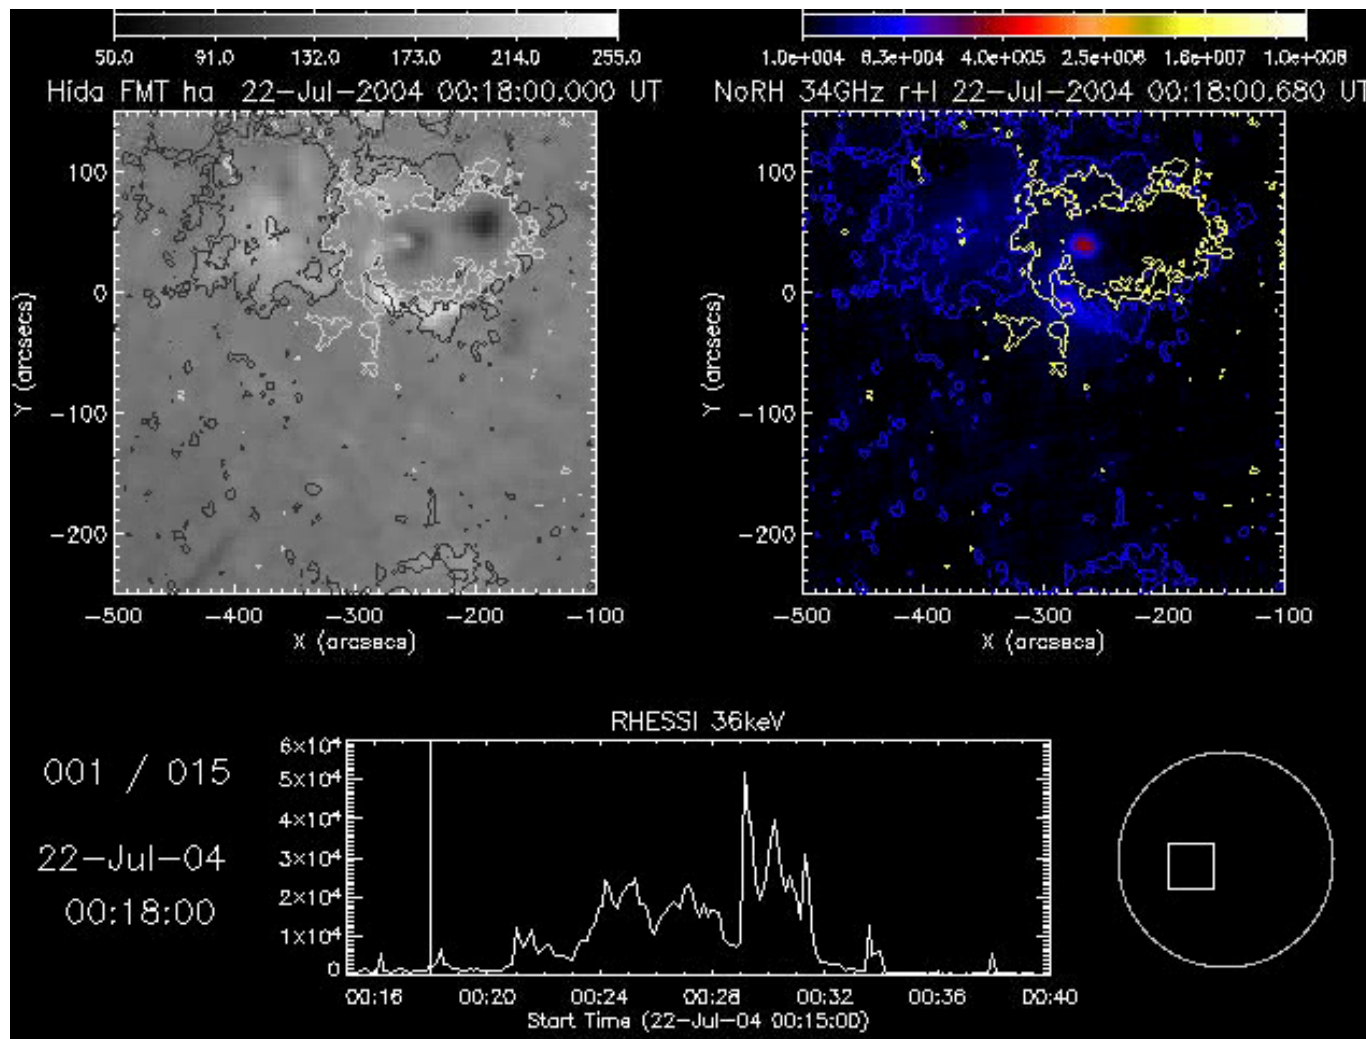 50.0 91.0 132.0 173.0 214.0 255.0
1.0e+004 6.3e+004 4.0e+005 2.5e+006 1.6e+007 1.0e+008
Hida FMT ha 22-Jul-2004 00:18:00.000 UT
NoRH 34GHz r+l 22-Jul-2004 00:18:00.680 UT
100
0
−100
−200
Y (arcsecs)
−500 −400 −300 −200 −100
X (arcsecs)
100
0
−100
−200
Y (arcsecs)
−500 −400 −300 −200 −100
X (arcsecs)
001 / 015
22-Jul-04
00:18:00
RHESSI 36keV
6×10⁴
5×10⁴
4×10⁴
3×10⁴
2×10⁴
1×10⁴
0
00:16 00:20 00:24 00:28 00:32 00:36 00:40
Start Time (22-Jul-04 00:15:00)